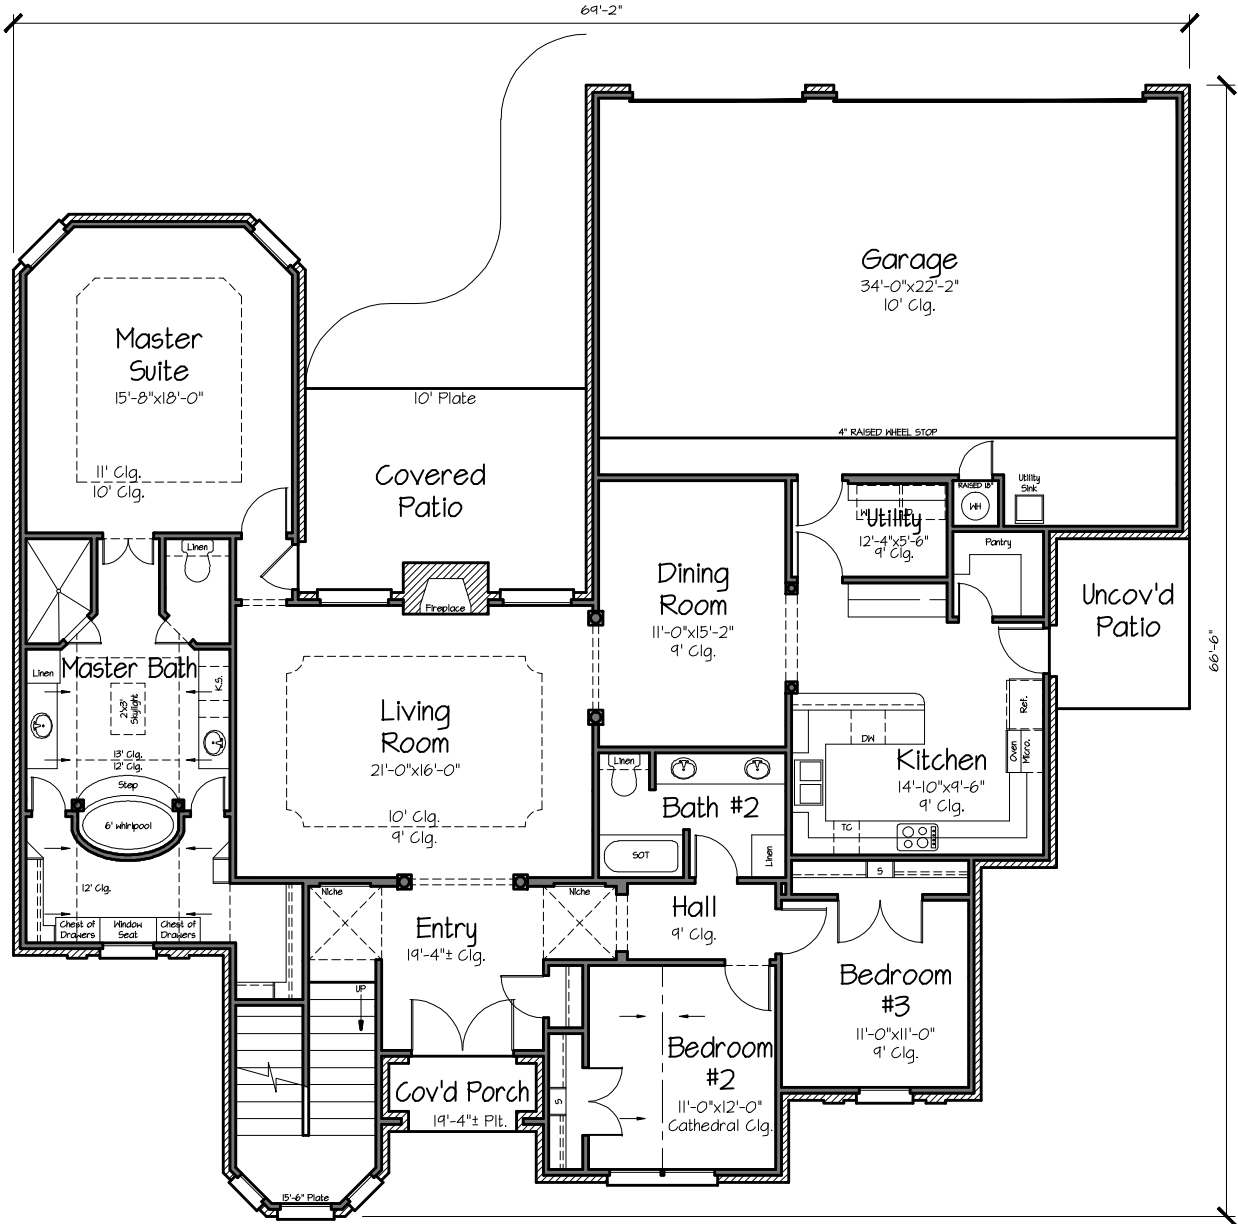 69'-2"
Garage
34'-0"x22'-2"
10' Clg.
4" RAISED WHEEL STOP
66'-6"
Master
Suite
15'-8"x18'-0"
11' Clg.
10' Clg.
10' Plate
Covered
Patio
Fireplace
Utility
Sink
RAISED 18"
WH
Utility
12'-4"x5'-6"
9' Clg.
W
Pantry
Uncov'd
Patio
Dining
Room
11'-0"x15'-2"
9' Clg.
Linen
Master Bath
Linen
K.S.
2'x3'
Skylight
13' Clg.
12' Clg.
Step
6' Whirlpool
12' Clg.
Chest of
Drawers
Window
Seat
Chest of
Drawers
Living
Room
21'-0"x16'-0"
10' Clg.
9' Clg.
Linen
Bath #2
SOT
Linen
Ref.
Oven
Micro.
DW
Kitchen
14'-10"x9'-6"
9' Clg.
TC
S
Niche
Niche
Entry
19'-4"± Clg.
Hall
9' Clg.
Bedroom
#3
11'-0"x11'-0"
9' Clg.
UP
Bedroom
#2
11'-0"x12'-0"
Cathedral Clg.
S
Cov'd Porch
19'-4"± Plt.
15'-6" Plate